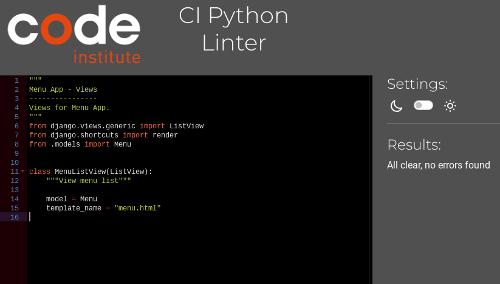 code
institute
CI Python
Linter
1 """
2 Menu App - Views
3 ----------------
4 Views for Menu App.
5 """
6 from django.views.generic import ListView
7 from django.shortcuts import render
8 from .models import Menu
9
10
11 class MenuListView(ListView):
12     """View menu list"""
13
14     model = Menu
15     template_name = "menu.html"
16
Settings:
Results:
All clear, no errors found